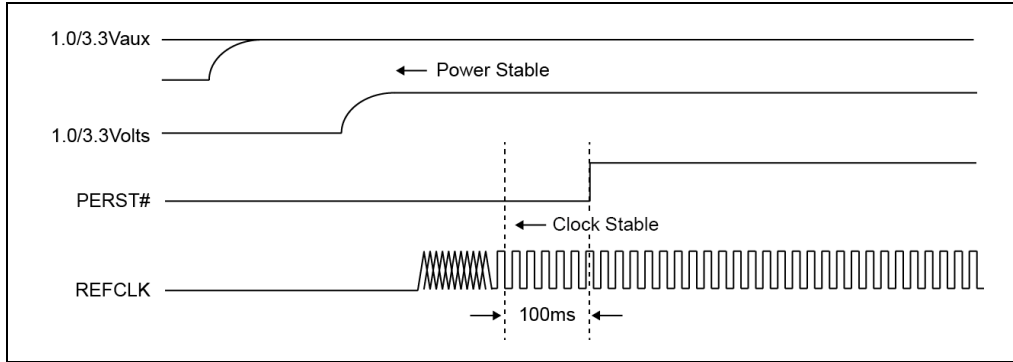 1.0/3.3Vaux
Power Stable
1.0/3.3Volts
PERST#
Clock Stable
REFCLK
100ms